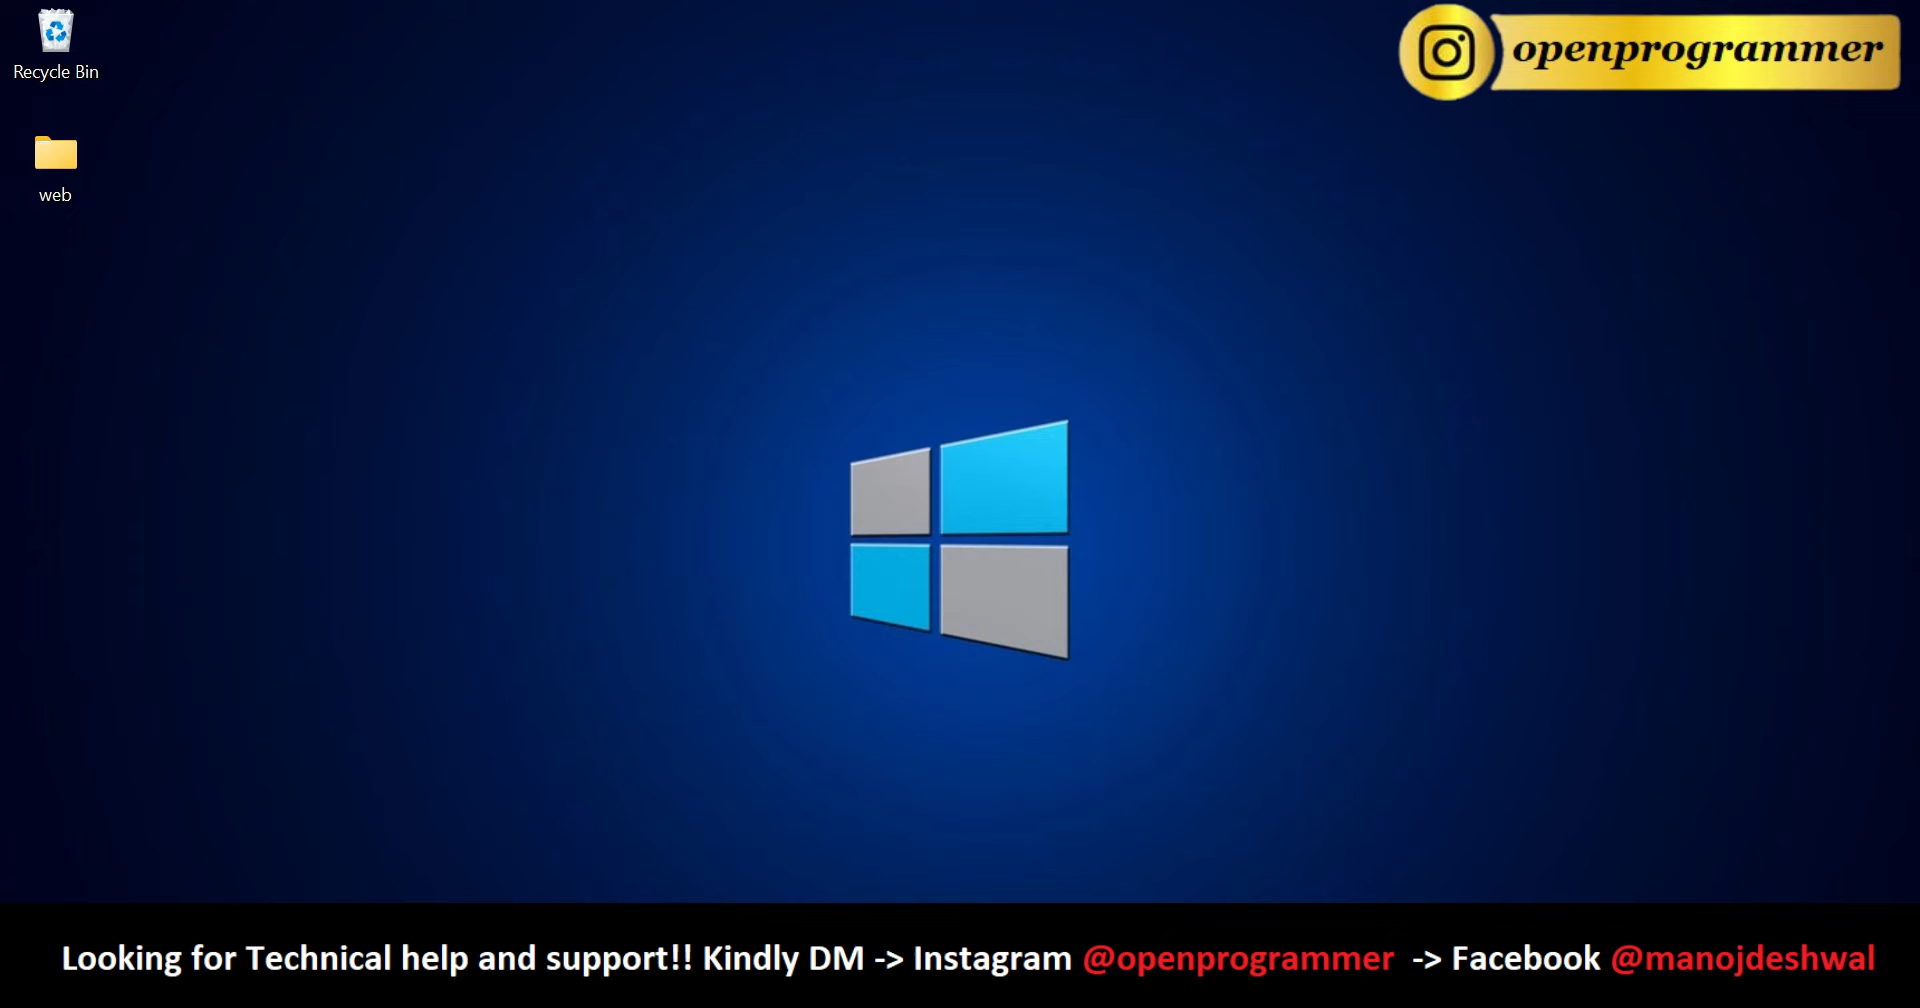 Recycle Bin
openprogrammer
web
Looking for Technical help and support!! Kindly DM -> Instagram @openprogrammer -> Facebook @manojdeshwal